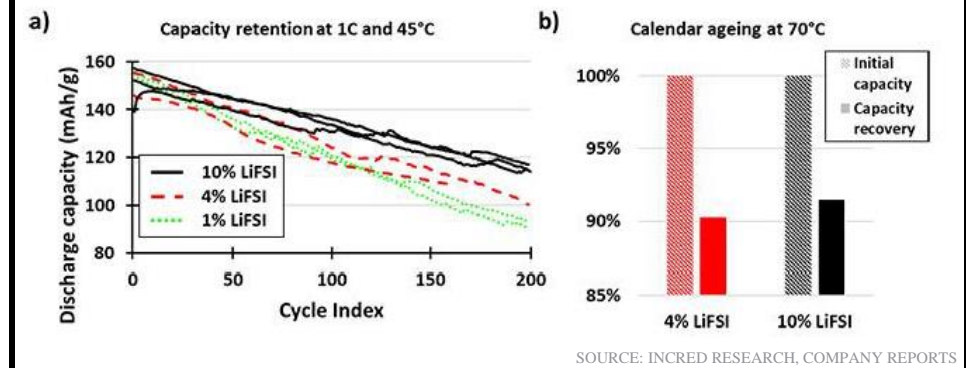 a)
Capacity retention at 1C and 45°C
Discharge capacity (mAh/g)
160
140
120
100
80
10% LiFSI
4% LiFSI
1% LiFSI
0
50
100
150
200
Cycle Index
b)
Calendar ageing at 70°C
100%
95%
90%
85%
Initial
capacity
Capacity
recovery
4% LiFSI
10% LiFSI
SOURCE: INCRED RESEARCH, COMPANY REPORTS